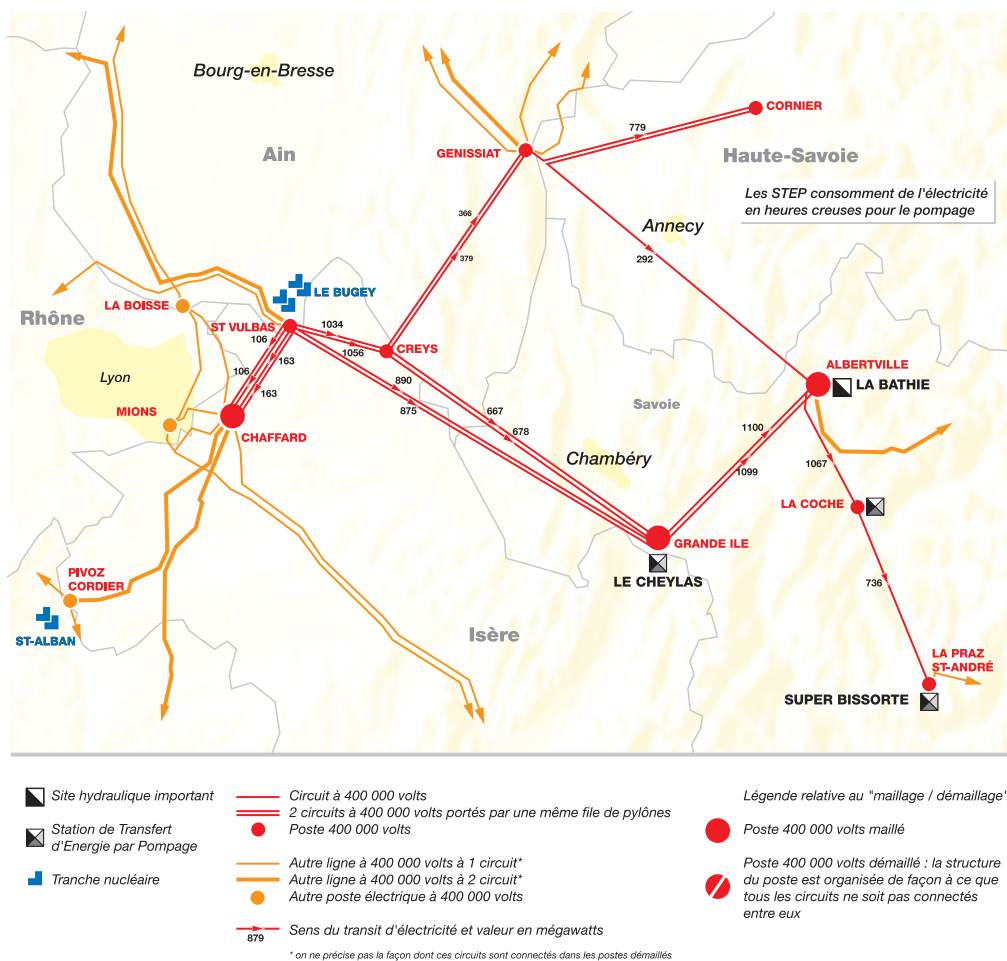 Bourg-en-Bresse
CORNIER
779
GENISSIAT
Ain
Haute-Savoie
Les STEP consomment de l'électricité
en heures creuses pour le pompage
366
Annecy
379
292
LE BUGEY
LA BOISSE
Rhône
ST VULBAS
1034
106
1056
CREYS
163
ALBERTVILLE
Lyon
106
890
LA BATHIE
163
875
667
Savoie
MIONS
678
1100
CHAFFARD
Chambéry
1099
1067
LA COCHE
GRANDE ILE
PIVOZ
CORDIER
LE CHEYLAS
736
ST-ALBAN
Isère
LA PRAZ
ST-ANDRÉ
SUPER BISSORTE
Site hydraulique important
Station de Transfert
d'Energie par Pompage
Tranche nucléaire
Circuit à 400 000 volts
2 circuits à 400 000 volts portés par une même file de pylônes
Poste 400 000 volts
Autre ligne à 400 000 volts à 1 circuit*
Autre ligne à 400 000 volts à 2 circuit*
Autre poste électrique à 400 000 volts
879
Sens du transit d'électricité et valeur en mégawatts
* on ne précise pas la façon dont ces circuits sont connectés dans les postes démaillés
Légende relative au "maillage / démaillage"
Poste 400 000 volts maillé
Poste 400 000 volts démaillé : la structure
du poste est organisée de façon à ce que
tous les circuits ne soit pas connectés
entre eux